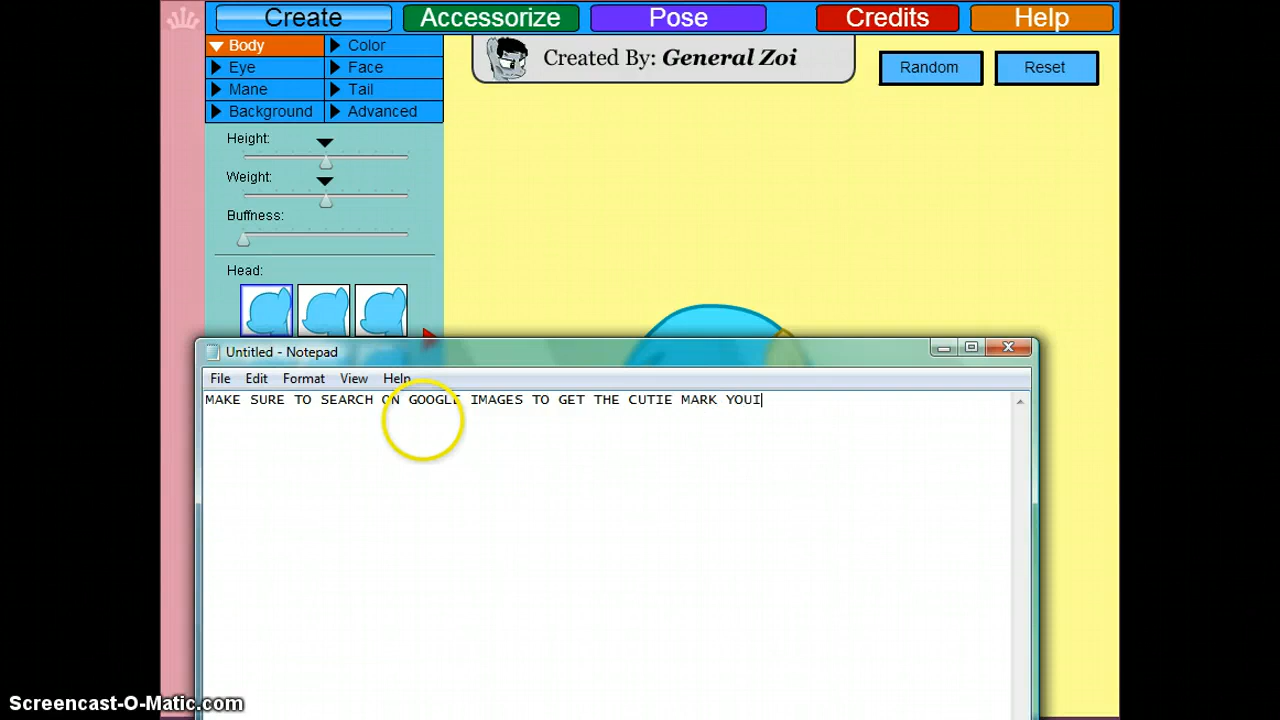 Create Accessorize Pose Credits Help
Body Color
Created By: General Zoi
Random Reset
Eye Face
Mane Tail
Background Advanced
Height:
Weight:
Buffness:
Head:
Untitled - Notepad
File Edit Format View Help
MAKE SURE TO SEARCH ON GOOGLE IMAGES TO GET THE CUTIE MARK YOUI
Screencast-O-Matic.com